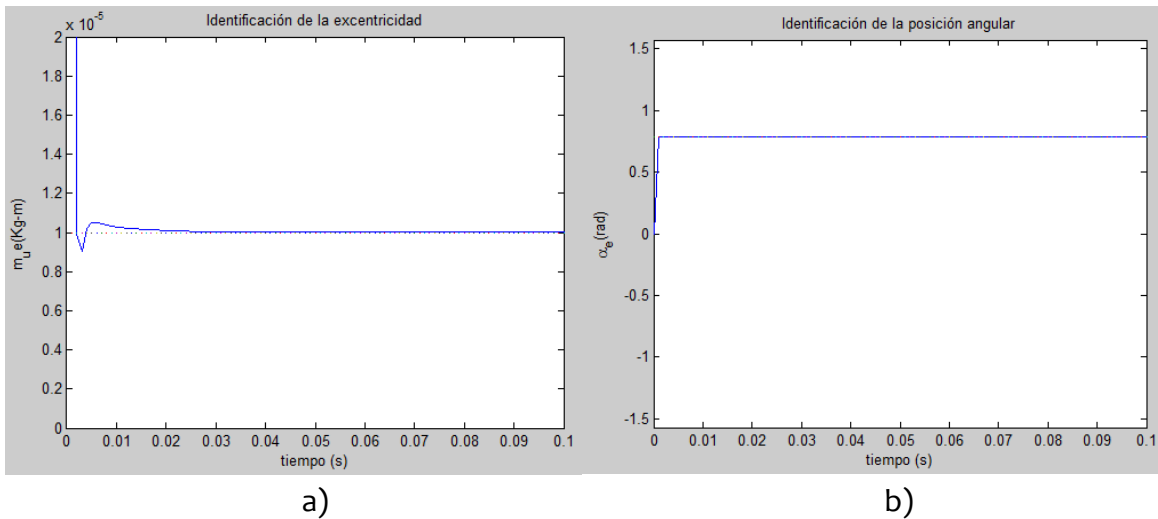 Identificación de la excentricidad
x 10^-5
2
1.8
1.6
1.4
1.2
1
0.8
0.6
0.4
0.2
0
m_u e(Kg-m)
0 0.01 0.02 0.03 0.04 0.05 0.06 0.07 0.08 0.09 0.1
tiempo (s)
a)
Identificación de la posición angular
1.5
1
0.5
0
-0.5
-1
-1.5
α_e(rad)
0 0.01 0.02 0.03 0.04 0.05 0.06 0.07 0.08 0.09 0.1
tiempo (s)
b)